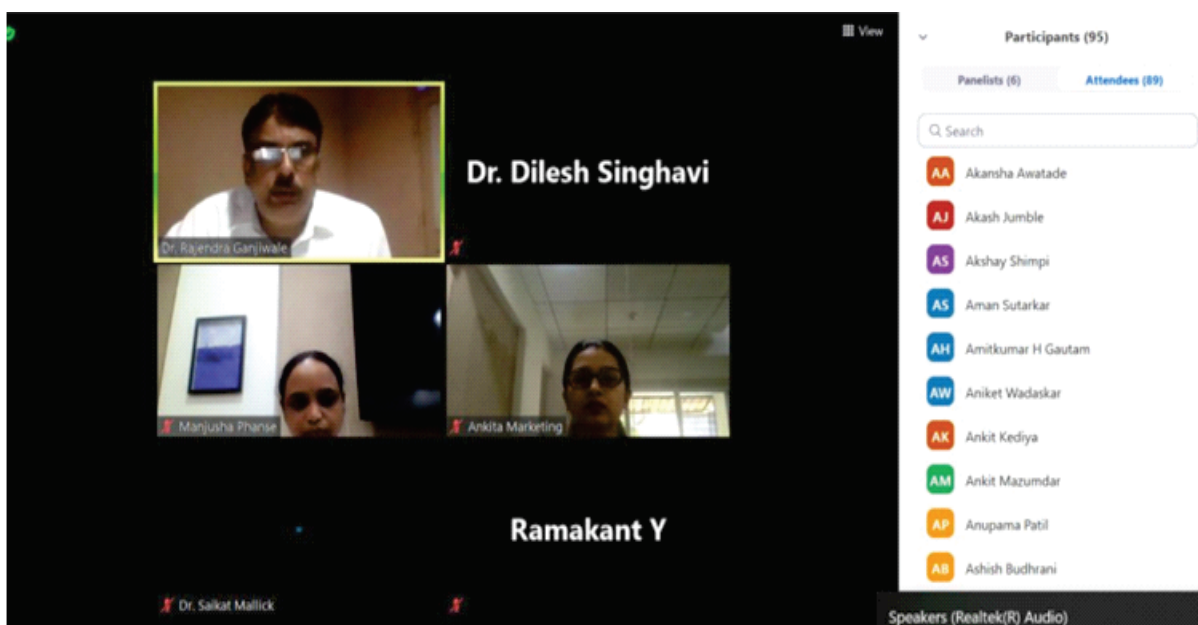 View
Dr. Rajendra Ganjiwale
Dr. Dilesh Singhavi
Manjusha Phanse
Ankita Marketing
Dr. Saikat Mallick
Ramakant Y
Participants (95)
Panelists (6)
Attendees (89)
Search
AA Akansha Awatade
AJ Akash Jumble
AS Akshay Shimpi
AS Aman Sutarkar
AH Amitkumar H Gautam
AW Aniket Wadaskar
AK Ankit Kediya
AM Ankit Mazumdar
AP Anupama Patil
AB Ashish Budhrani
Speakers (Realtek(R) Audio)